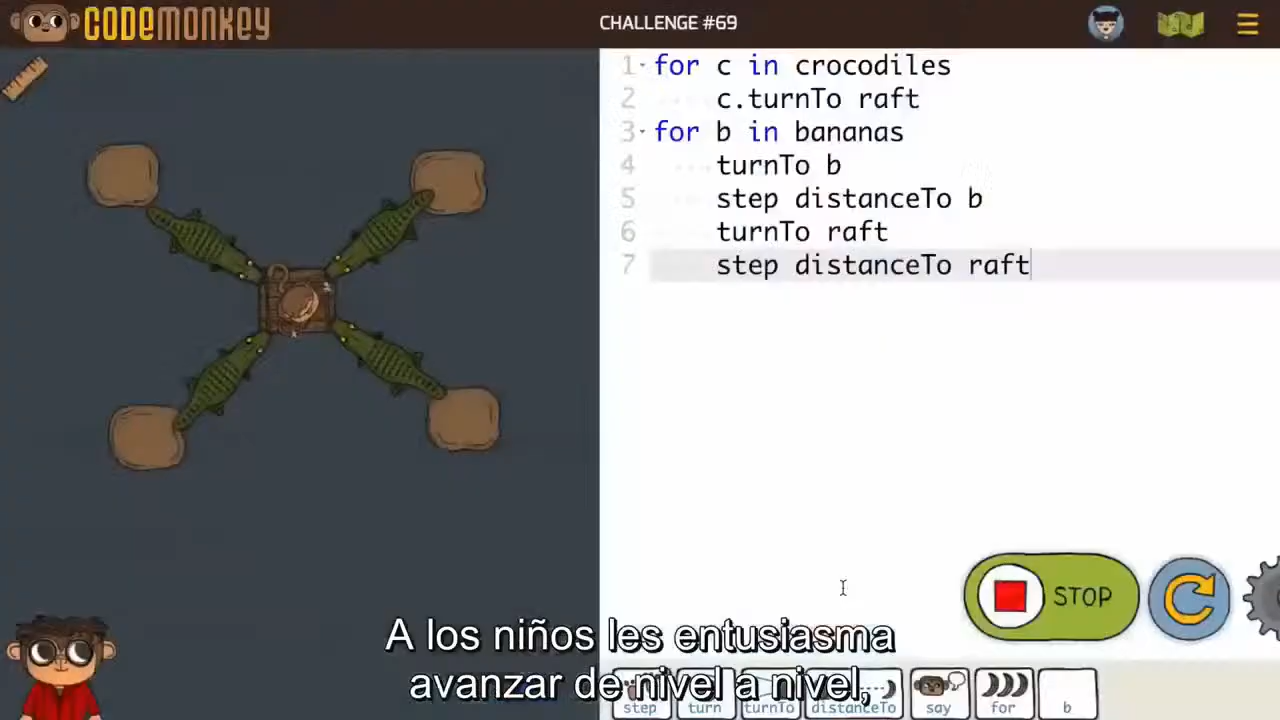 CODEMONKEY
CHALLENGE #69
1 for c in crocodiles
2 c.turnTo raft
3 for b in bananas
4 turnTo b
5 step distanceTo b
6 turnTo raft
7 step distanceTo raft
STOP
A los niños les entusiasma
avanzar de nivel a nivel,
step turn turnTo distanceTo say for b